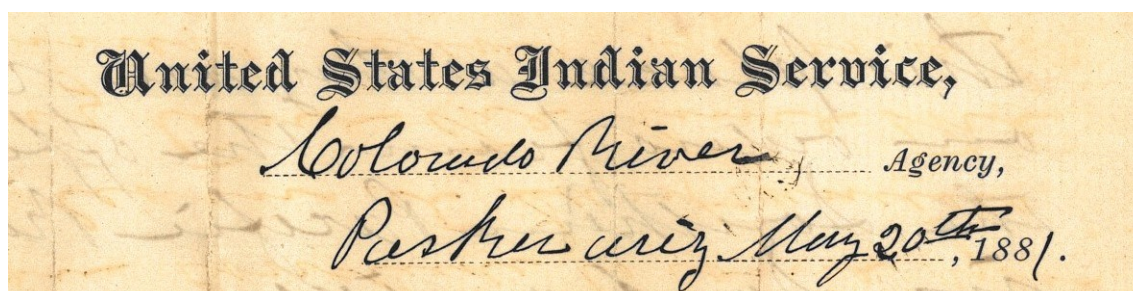 United States Indian Service,
Colorado River Agency,
Parker Ariz May 20th, 1881.